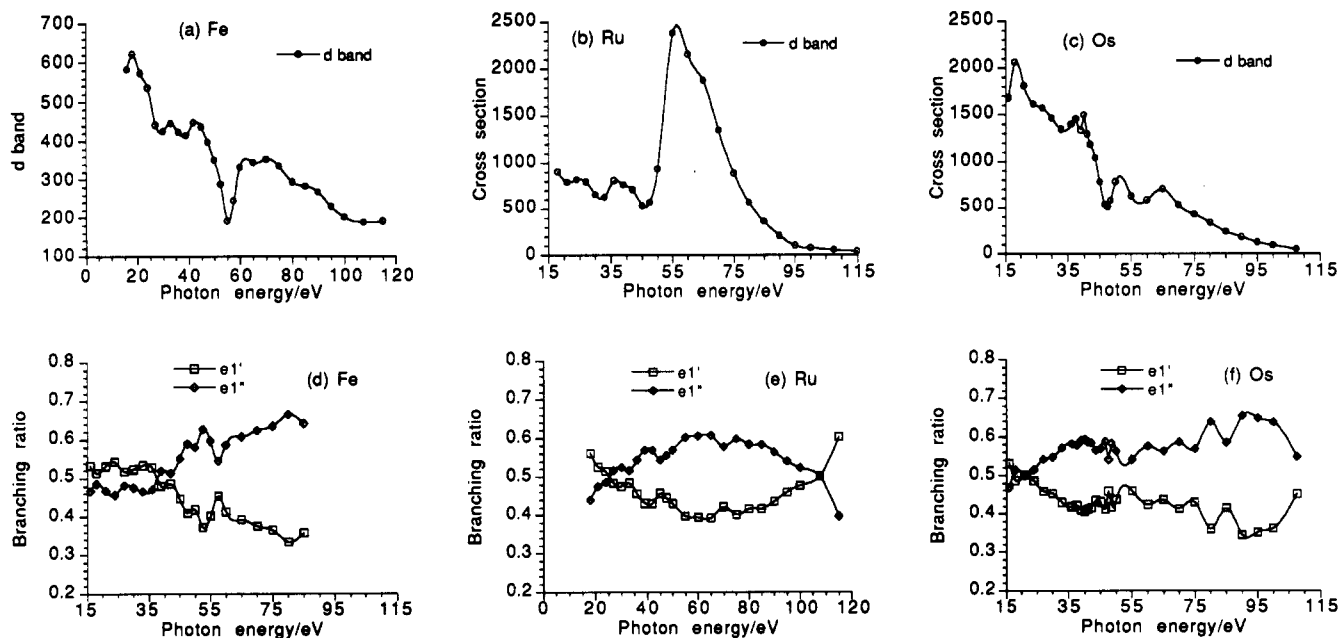 (a) Fe
d band
700
600
500
400
300
200
100
d band
0 20 40 60 80 100 120
Photon energy/eV
(b) Ru
d band
2500
2000
1500
1000
500
0
Cross section
15 35 55 75 95 115
Photon energy/eV
(c) Os
d band
2500
2000
1500
1000
500
0
Cross section
15 35 55 75 95 115
Photon energy/eV
(d) Fe
e1'
e1"
0.8
0.7
0.6
0.5
0.4
0.3
0.2
Branching ratio
15 35 55 75 95 115
Photon energy/eV
(e) Ru
e1'
e1"
0.8
0.7
0.6
0.5
0.4
0.3
0.2
Branching ratio
0 20 40 60 80 100 120
Photon energy/eV
(f) Os
e1'
e1"
0.8
0.7
0.6
0.5
0.4
0.3
0.2
Branching ratio
15 35 55 75 95 115
Photon energy/eV